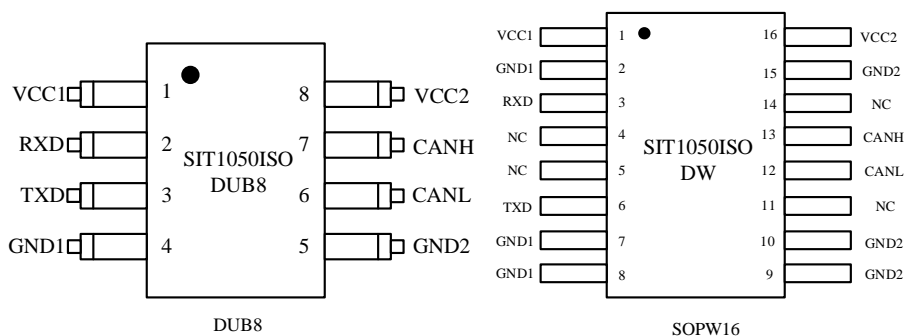 VCC1 1 8 VCC2
RXD 2 7 CANH
SIT1050ISO
DUB8
TXD 3 6 CANL
GND1 4 5 GND2
DUB8
VCC1 1 16 VCC2
GND1 2 15 GND2
RXD 3 14 NC
NC 4 13 CANH
SIT1050ISO
DW
NC 5 12 CANL
TXD 6 11 NC
GND1 7 10 GND2
GND1 8 9 GND2
SOPW16